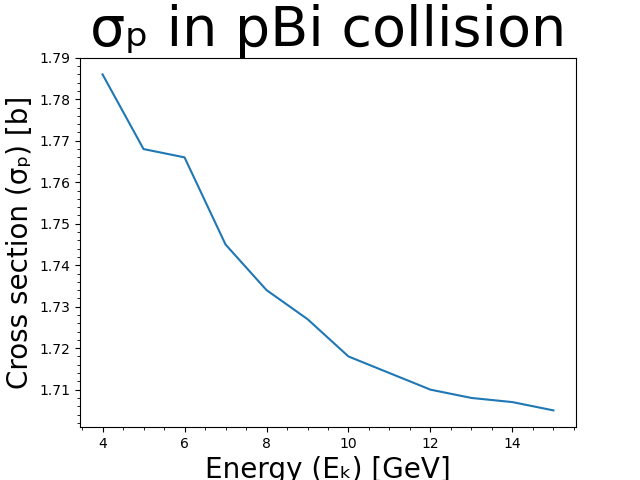 σₚ in pBi collision
Cross section (σₚ) [b]
1.79
1.78
1.77
1.76
1.75
1.74
1.73
1.72
1.71
4 6 8 10 12 14
Energy (Eₖ) [GeV]